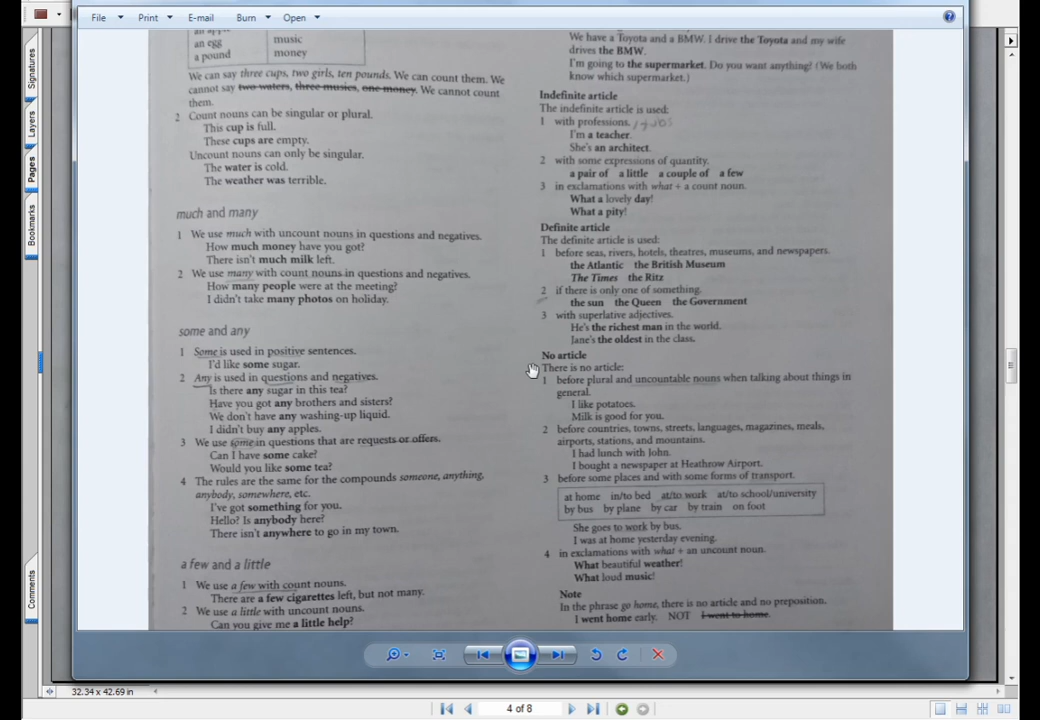 File Print E-mail Burn Open
an egg
a pound
music
money
We can say three cups, two girls, ten pounds. We can count them. We
cannot say two waters, three musics, one money. We cannot count
them.
2 Count nouns can be singular or plural.
This cup is full.
These cups are empty.
Uncount nouns can only be singular.
The water is cold.
The weather was terrible.
much and many
1 We use much with uncount nouns in questions and negatives.
How much money have you got?
There isn't much milk left.
2 We use many with count nouns in questions and negatives.
How many people were at the meeting?
I didn't take many photos on holiday.
some and any
1 Some is used in positive sentences.
I'd like some sugar.
2 Any is used in questions and negatives.
Is there any sugar in this tea?
Have you got any brothers and sisters?
We don't have any washing-up liquid.
I didn't buy any apples.
3 We use some in questions that are requests or offers.
Can I have some cake?
Would you like some tea?
4 The rules are the same for the compounds someone, anything,
anybody, somewhere, etc.
I've got something for you.
Hello? Is anybody here?
There isn't anywhere to go in my town.
a few and a little
1 We use a few with count nouns.
There are a few cigarettes left, but not many.
2 We use a little with uncount nouns.
Can you give me a little help?
We have a Toyota and a BMW. I drive the Toyota and my wife
drives the BMW.
I'm going to the supermarket. Do you want anything? (We both
know which supermarket.)
Indefinite article
The indefinite article is used:
1 with professions.
I'm a teacher.
She's an architect.
2 with some expressions of quantity.
a pair of a little a couple of a few
3 in exclamations with what + a count noun.
What a lovely day!
What a pity!
Definite article
The definite article is used:
1 before seas, rivers, hotels, theatres, museums, and newspapers.
the Atlantic the British Museum
The Times the Ritz
2 if there is only one of something.
the sun the Queen the Government
3 with superlative adjectives.
He's the richest man in the world.
Jane's the oldest in the class.
No article
There is no article:
1 before plural and uncountable nouns when talking about things in
general.
I like potatoes.
Milk is good for you.
2 before countries, towns, streets, languages, magazines, meals,
airports, stations, and mountains.
I had lunch with John.
I bought a newspaper at Heathrow Airport.
3 before some places and with some forms of transport.
at home in/to bed at/to work at/to school/university
by bus by plane by car by train on foot
She goes to work by bus.
I was at home yesterday evening.
4 in exclamations with what + an uncount noun.
What beautiful weather!
What loud music!
Note
In the phrase go home, there is no article and no preposition.
I went home early. NOT I went to home.
Signatures
Layers
Pages
Bookmarks
Comments
32.34 x 42.69 in
4 of 8